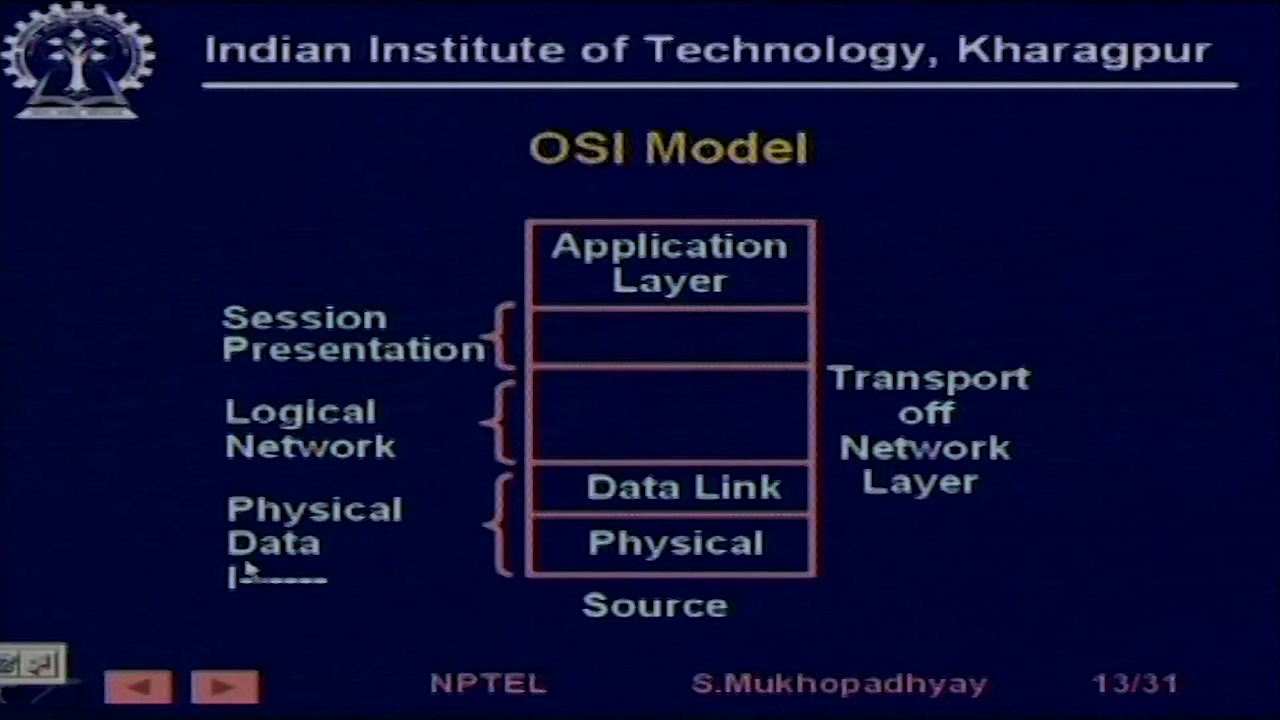 Indian Institute of Technology, Kharagpur
OSI Model
Application
Layer
Session
Presentation
Logical
Network
Transport
off
Network
Layer
Data Link
Physical
Data
Physical
I------
Source
NPTEL S.Mukhopadhyay 13/31